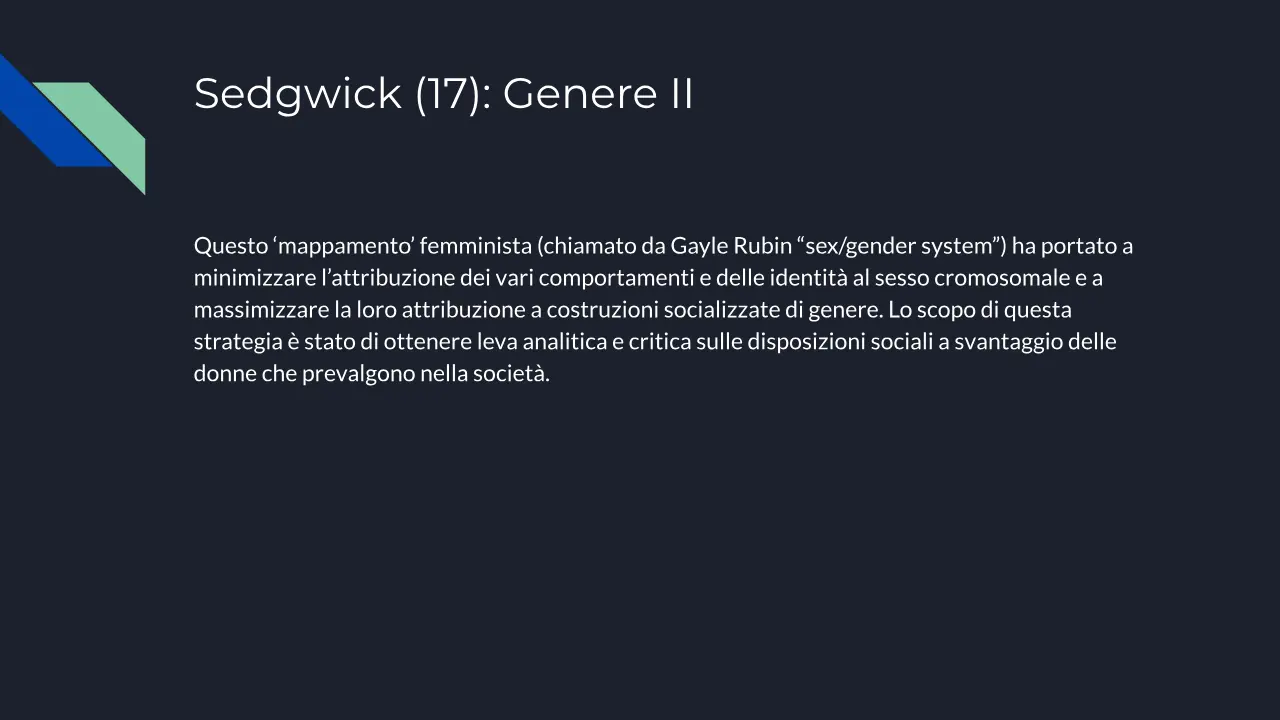 Sedgwick (17): Genere II
Questo ‘mappamento’ femminista (chiamato da Gayle Rubin “sex/gender system”) ha portato a
minimizzare l’attribuzione dei vari comportamenti e delle identità al sesso cromosomale e a
massimizzare la loro attribuzione a costruzioni socializzate di genere. Lo scopo di questa
strategia è stato di ottenere leva analitica e critica sulle disposizioni sociali a svantaggio delle
donne che prevalgono nella società.